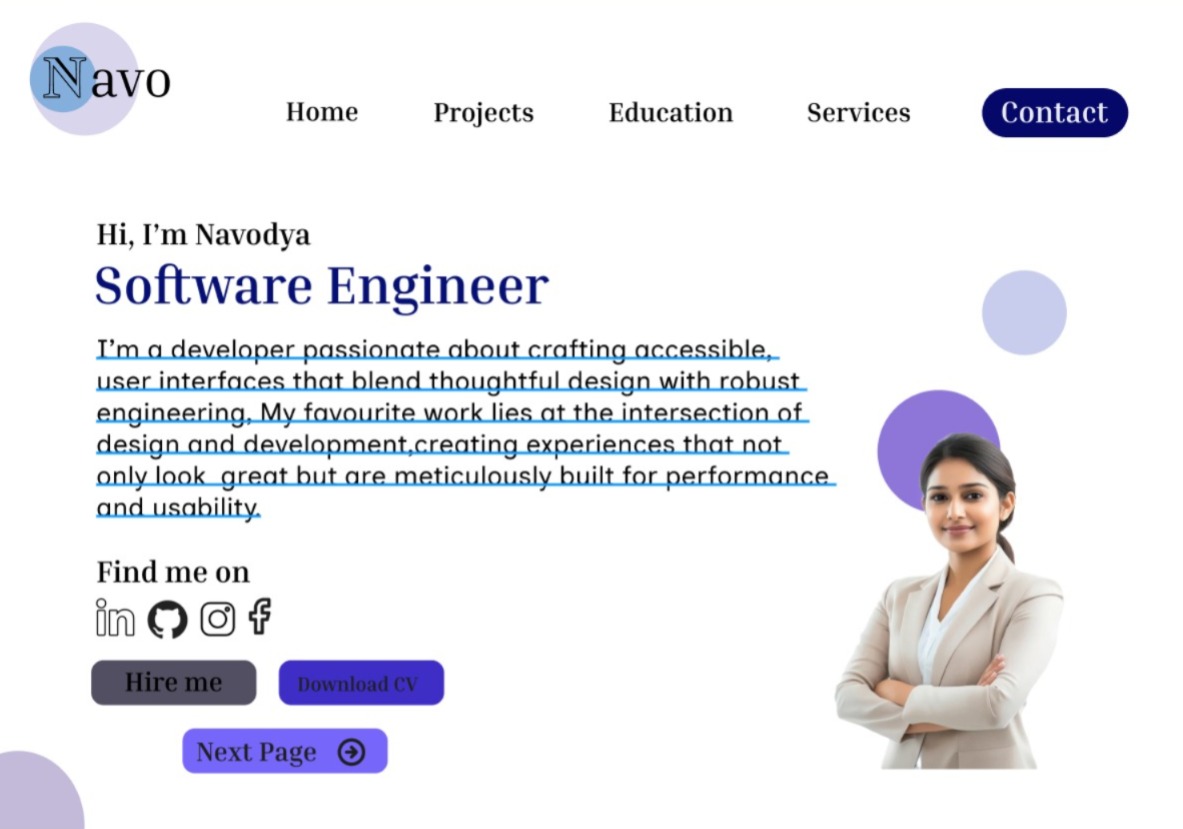 Navo
Home Projects Education Services Contact
Hi, I'm Navodya
Software Engineer
I'm a developer passionate about crafting accessible,
user interfaces that blend thoughtful design with robust
engineering, My favourite work lies at the intersection of
design and development,creating experiences that not
only look  great but are meticulously built for performance
and usability.
Find me on
in
Hire me Download CV
Next Page